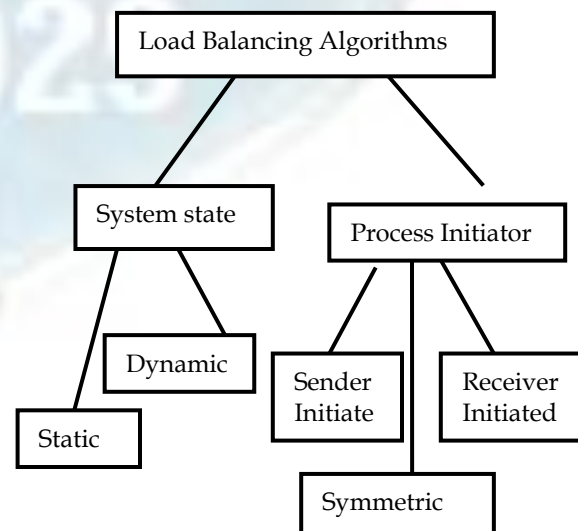 Load Balancing Algorithms
System state
Process Initiator
Dynamic
Sender
Initiate
Receiver
Initiated
Static
Symmetric